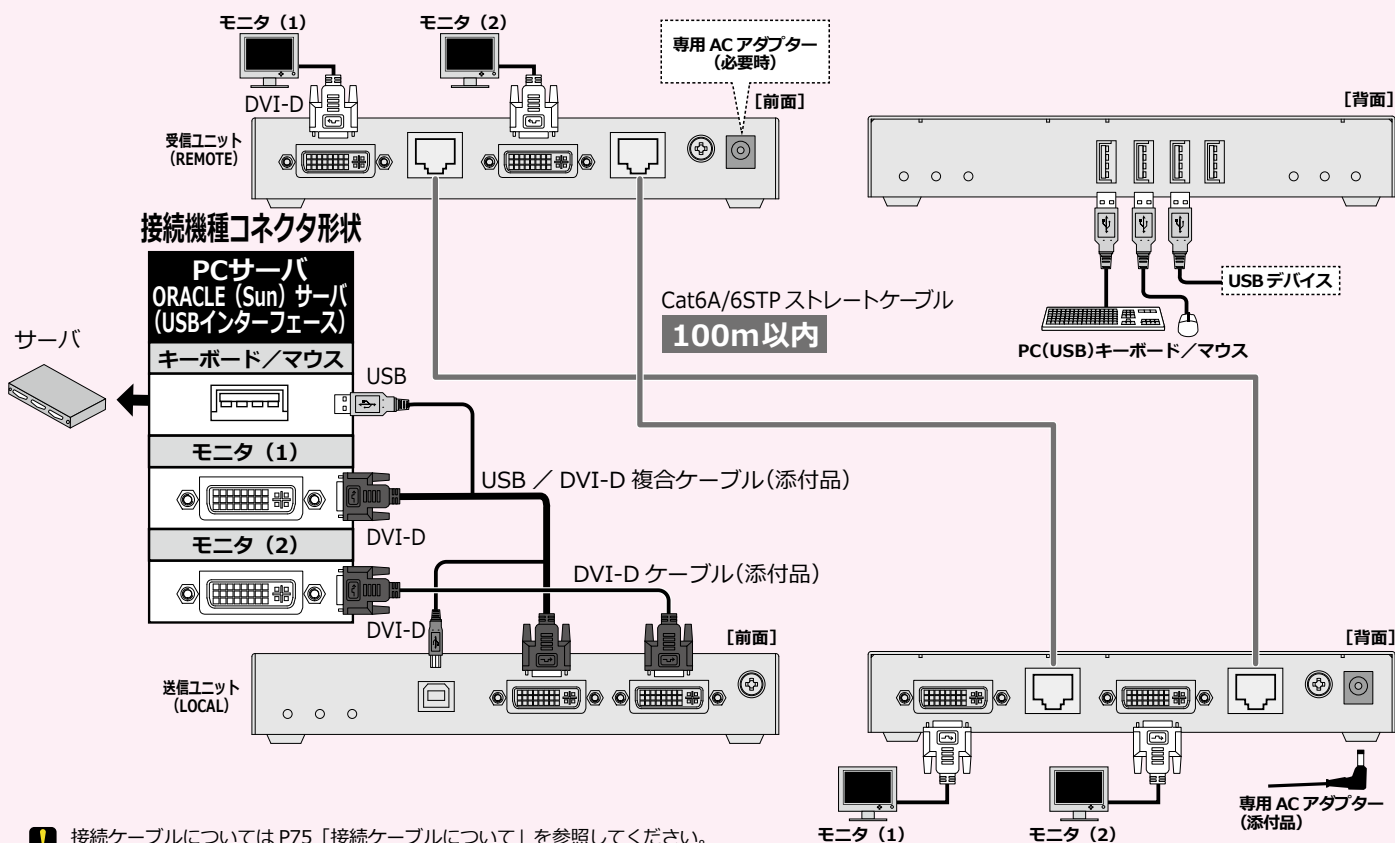 モニタ（1）
モニタ（2）
専用 AC アダプター
（必要時）
DVI-D
［前面］
［背面］
受信ユニット
（REMOTE）
接続機種コネクタ形状
PCサーバ
ORACLE（Sun）サーバ
（USBインターフェース）
サーバ
キーボード／マウス
USB
モニタ（1）
DVI-D
モニタ（2）
DVI-D
Cat6A/6STP ストレートケーブル
100m以内
USB デバイス
PC(USB)キーボード／マウス
USB ／ DVI-D 複合ケーブル（添付品）
DVI-D ケーブル（添付品）
［前面］
［背面］
送信ユニット
（LOCAL）
専用 AC アダプター
（添付品）
モニタ（1）
モニタ（2）
! 接続ケーブルについては P75「接続ケーブルについて」を参照してください。